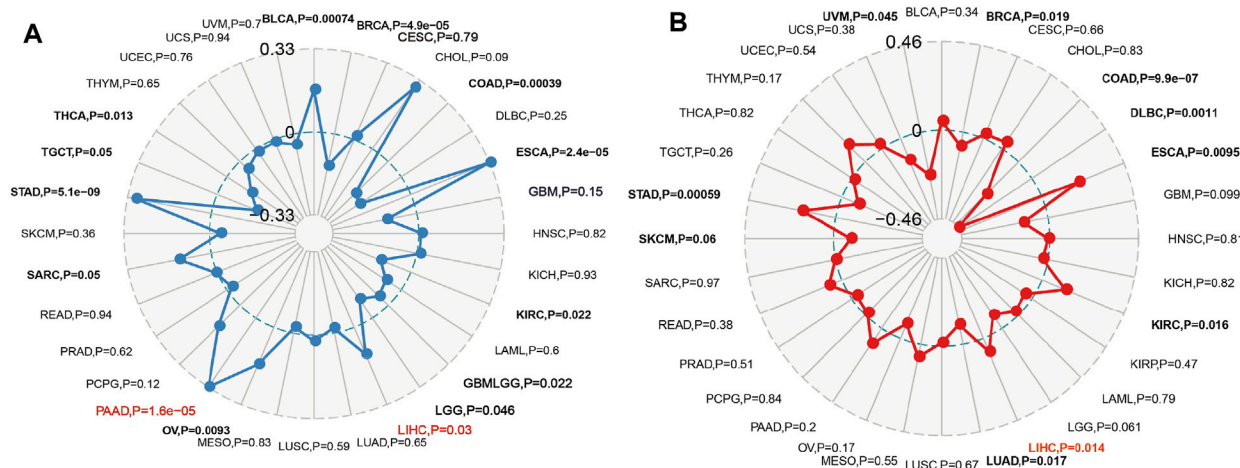 A
BLCA,P=0.00074
BRCA,P=4.9e−05
CESC,P=0.79
CHOL,P=0.09
COAD,P=0.00039
DLBC,P=0.25
ESCA,P=2.4e−05
GBM,P=0.15
HNSC,P=0.82
KICH,P=0.93
KIRC,P=0.022
LAML,P=0.6
GBMLGG,P=0.022
LGG,P=0.046
LIHC,P=0.03
LUAD,P=0.65
LUSC,P=0.59
MESO,P=0.83
OV,P=0.0093
PAAD,P=1.6e−05
PCPG,P=0.12
PRAD,P=0.62
READ,P=0.94
SARC,P=0.05
SKCM,P=0.36
STAD,P=5.1e−09
TGCT,P=0.05
THCA,P=0.013
THYM,P=0.65
UCEC,P=0.76
UCS,P=0.94
UVM,P=0.7
0.33
0
−0.33
B
BLCA,P=0.34
BRCA,P=0.019
CESC,P=0.66
CHOL,P=0.83
COAD,P=9.9e−07
DLBC,P=0.0011
ESCA,P=0.0095
GBM,P=0.099
HNSC,P=0.81
KICH,P=0.82
KIRC,P=0.016
KIRP,P=0.47
LAML,P=0.79
LGG,P=0.061
LIHC,P=0.014
LUAD,P=0.017
LUSC,P=0.67
MESO,P=0.55
OV,P=0.17
PAAD,P=0.2
PCPG,P=0.84
PRAD,P=0.51
READ,P=0.38
SARC,P=0.97
SKCM,P=0.06
STAD,P=0.00059
TGCT,P=0.26
THCA,P=0.82
THYM,P=0.17
UCEC,P=0.54
UCS,P=0.38
UVM,P=0.045
0.46
0
−0.46